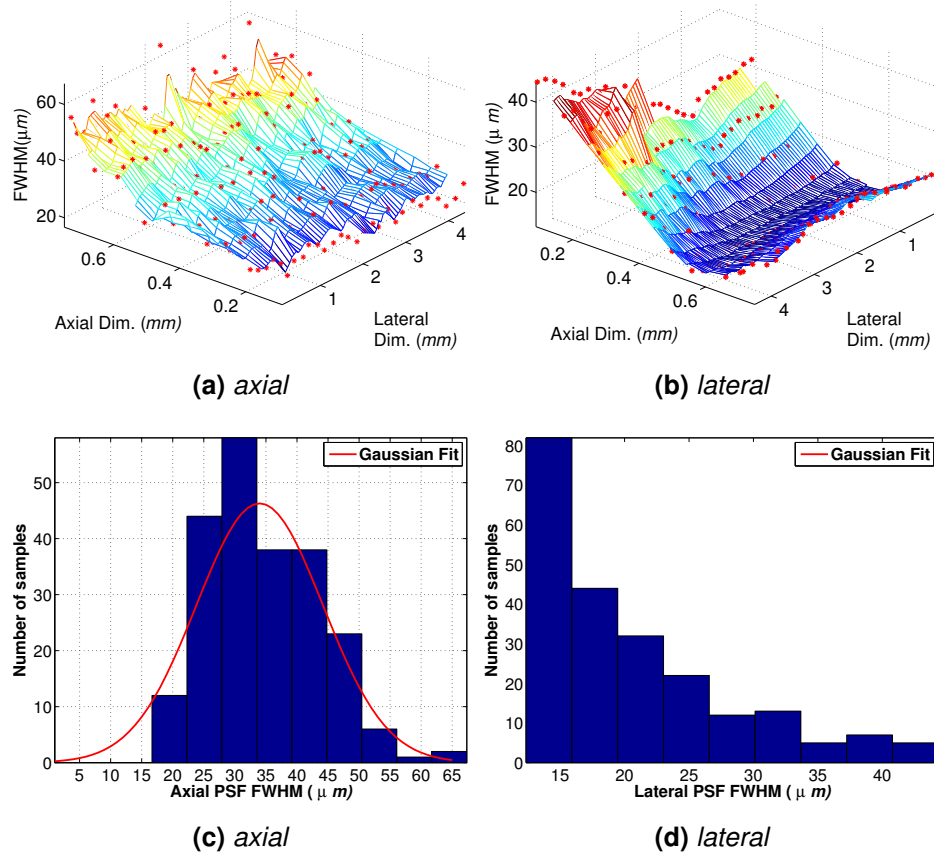 60
40
20
FWHM(μm)
0.6
0.4
0.2
Axial Dim. (mm)
1
2
3
4
Lateral
Dim. (mm)
(a) axial
40
30
20
FWHM (μ m)
0.2
0.4
0.6
Axial Dim. (mm)
4
3
2
1
Lateral
Dim. (mm)
(b) lateral
Gaussian Fit
50
40
30
20
10
0
Number of samples
5 10 15 20 25 30 35 40 45 50 55 60 65
Axial PSF FWHM ( μ m)
(c) axial
Gaussian Fit
80
70
60
50
40
30
20
10
0
Number of samples
15 20 25 30 35 40
Lateral PSF FWHM ( μ m)
(d) lateral